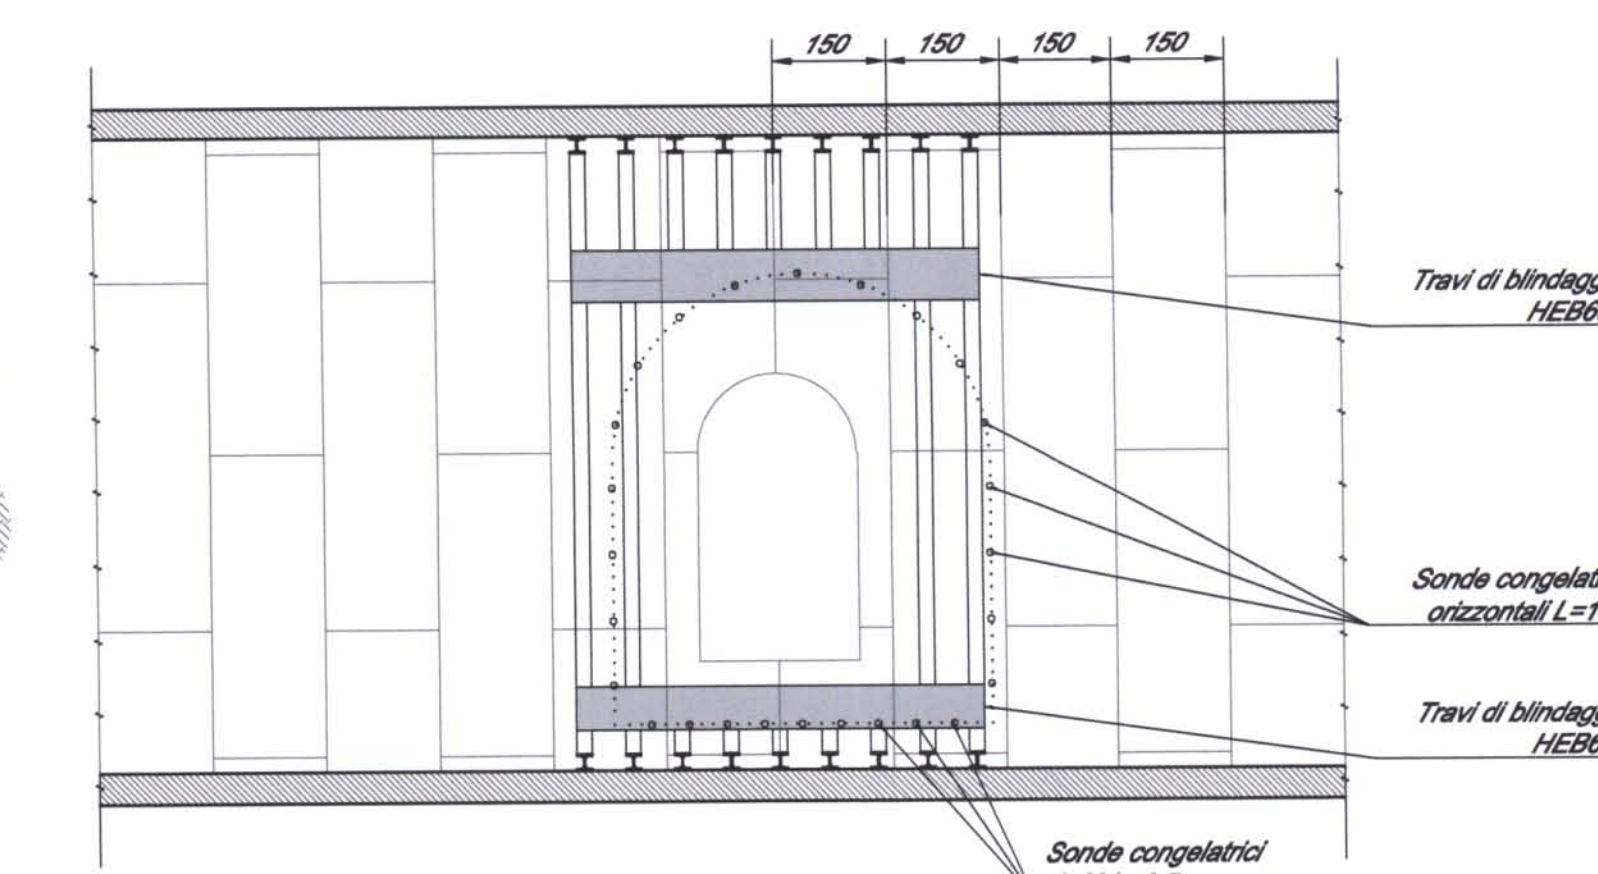 150 150 150 150
Travi di blindagg
HEB6
Sonde congelat
orizzontali L=1
Travi di blindagg
HEB6
Sonde congelatrici